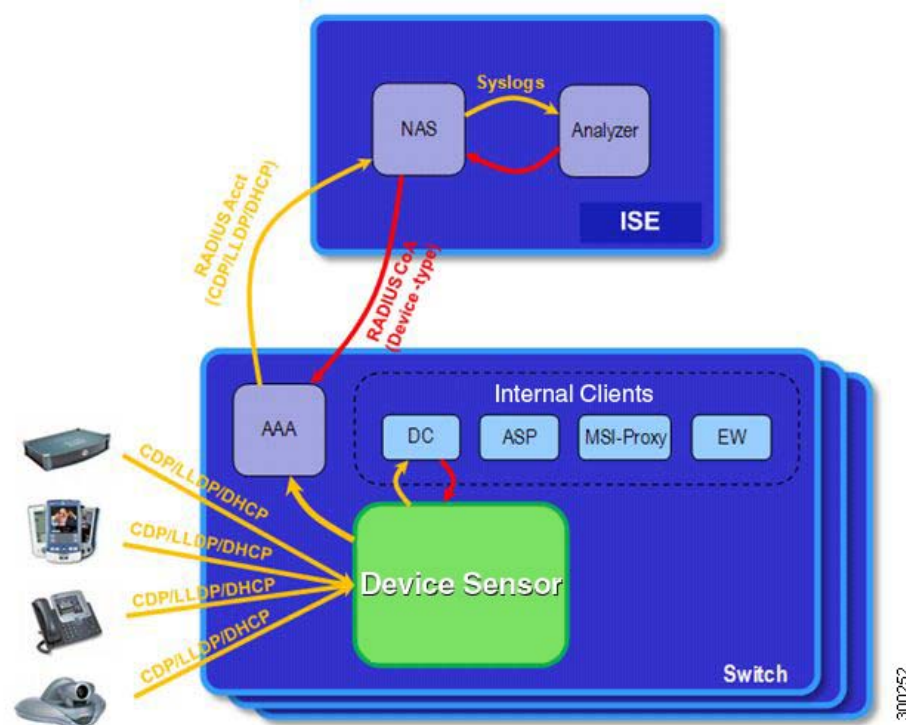 Syslogs
NAS
Analyzer
ISE
RADIUS Acct
(CDP/LLDP/DHCP)
RADIUS CoA
(Device-type)
Internal Clients
AAA
DC
ASP
MSI-Proxy
EW
CDP/LLDP/DHCP
CDP/LLDP/DHCP
CDP/LLDP/DHCP
CDP/LLDP/DHCP
Device Sensor
Switch
300252